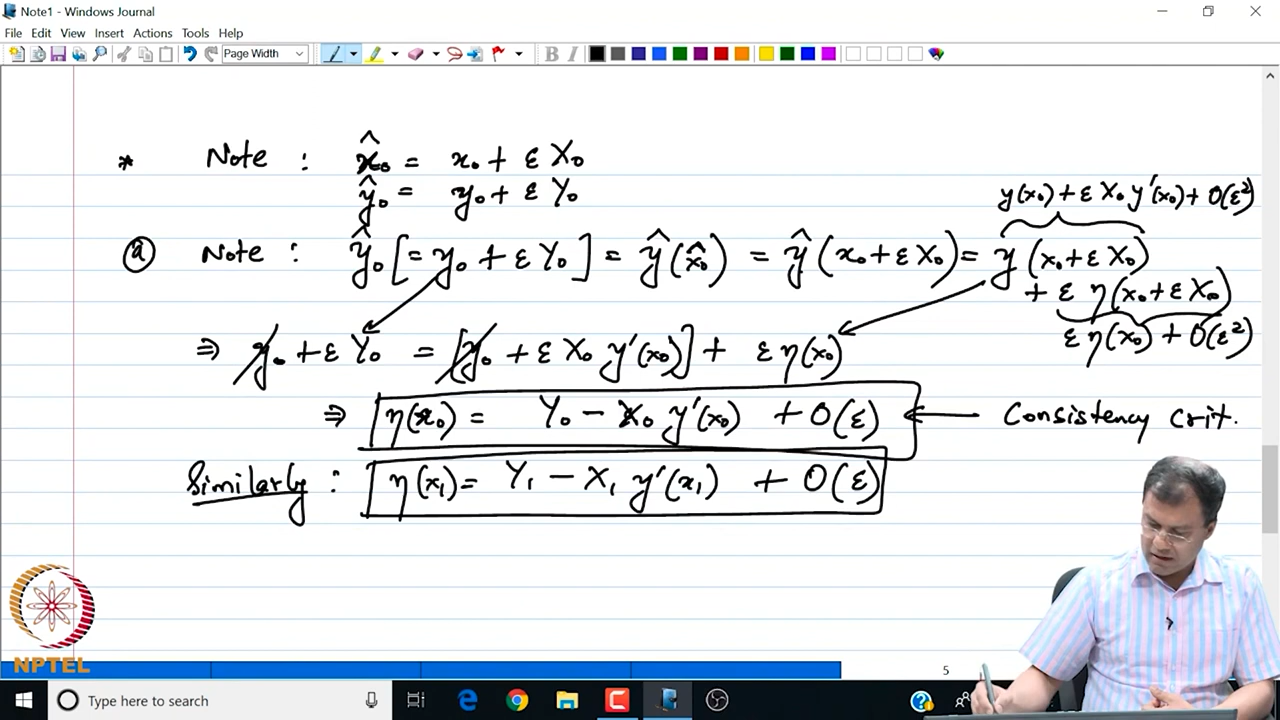 Note1 - Windows Journal
File Edit View Insert Actions Tools Help
Page Width
* Note : x̂₀ = x₀ + ε X₀
ŷ₀ = y₀ + ε Y₀
y(x₀) + ε X₀ y'(x₀) + O(ε²)
ⓐ Note : ŷ₀ [= y₀ + ε Y₀] = ŷ(x̂₀) = ŷ(x₀ + ε X₀) = y(x₀ + ε X₀)
+ ε η(x₀ + ε X₀)
ε η(x₀) + O(ε²)
⇒ y₀ + ε Y₀ = [y₀ + ε X₀ y'(x₀)] + ε η(x₀)
⇒ η(x₀) = Y₀ − X₀ y'(x₀) + O(ε) ← Consistency crit.
Similarly : η(x₁) = Y₁ − X₁ y'(x₁) + O(ε)
NPTEL
5
Type here to search